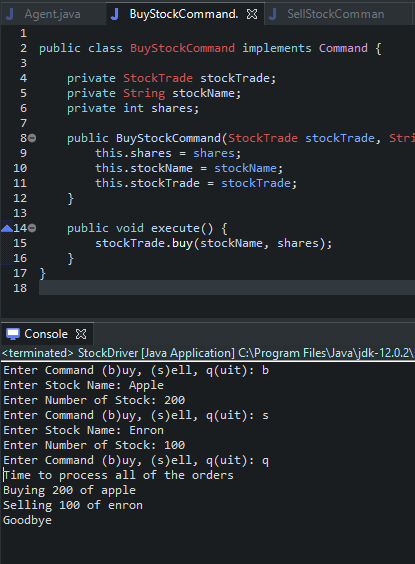 Agent.java
BuyStockCommand.
SellStockComman
1
2 public class BuyStockCommand implements Command {
3
4 private StockTrade stockTrade;
5 private String stockName;
6 private int shares;
7
8 public BuyStockCommand(StockTrade stockTrade, Stri
9 this.shares = shares;
10 this.stockName = stockName;
11 this.stockTrade = stockTrade;
12 }
13
14 public void execute() {
15 stockTrade.buy(stockName, shares);
16 }
17 }
18
Console
<terminated> StockDriver [Java Application] C:\Program Files\Java\jdk-12.0.2\
Enter Command (b)uy, (s)ell, q(uit): b
Enter Stock Name: Apple
Enter Number of Stock: 200
Enter Command (b)uy, (s)ell, q(uit): s
Enter Stock Name: Enron
Enter Number of Stock: 100
Enter Command (b)uy, (s)ell, q(uit): q
Time to process all of the orders
Buying 200 of apple
Selling 100 of enron
Goodbye